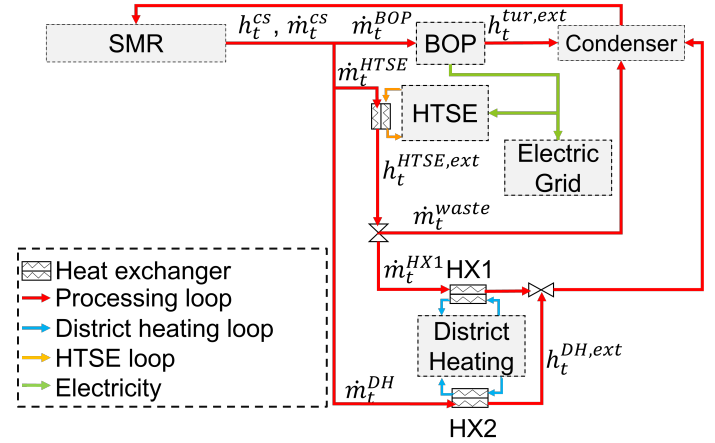 SMR
h_t^{cs}, ṁ_t^{cs}
ṁ_t^{BOP}
BOP
h_t^{tur,ext}
Condenser
ṁ_t^{HTSE}
HTSE
Electric
Grid
h_t^{HTSE,ext}
ṁ_t^{waste}
ṁ_t^{HX1}
HX1
District
Heating
h_t^{DH,ext}
ṁ_t^{DH}
HX2
Heat exchanger
Processing loop
District heating loop
HTSE loop
Electricity